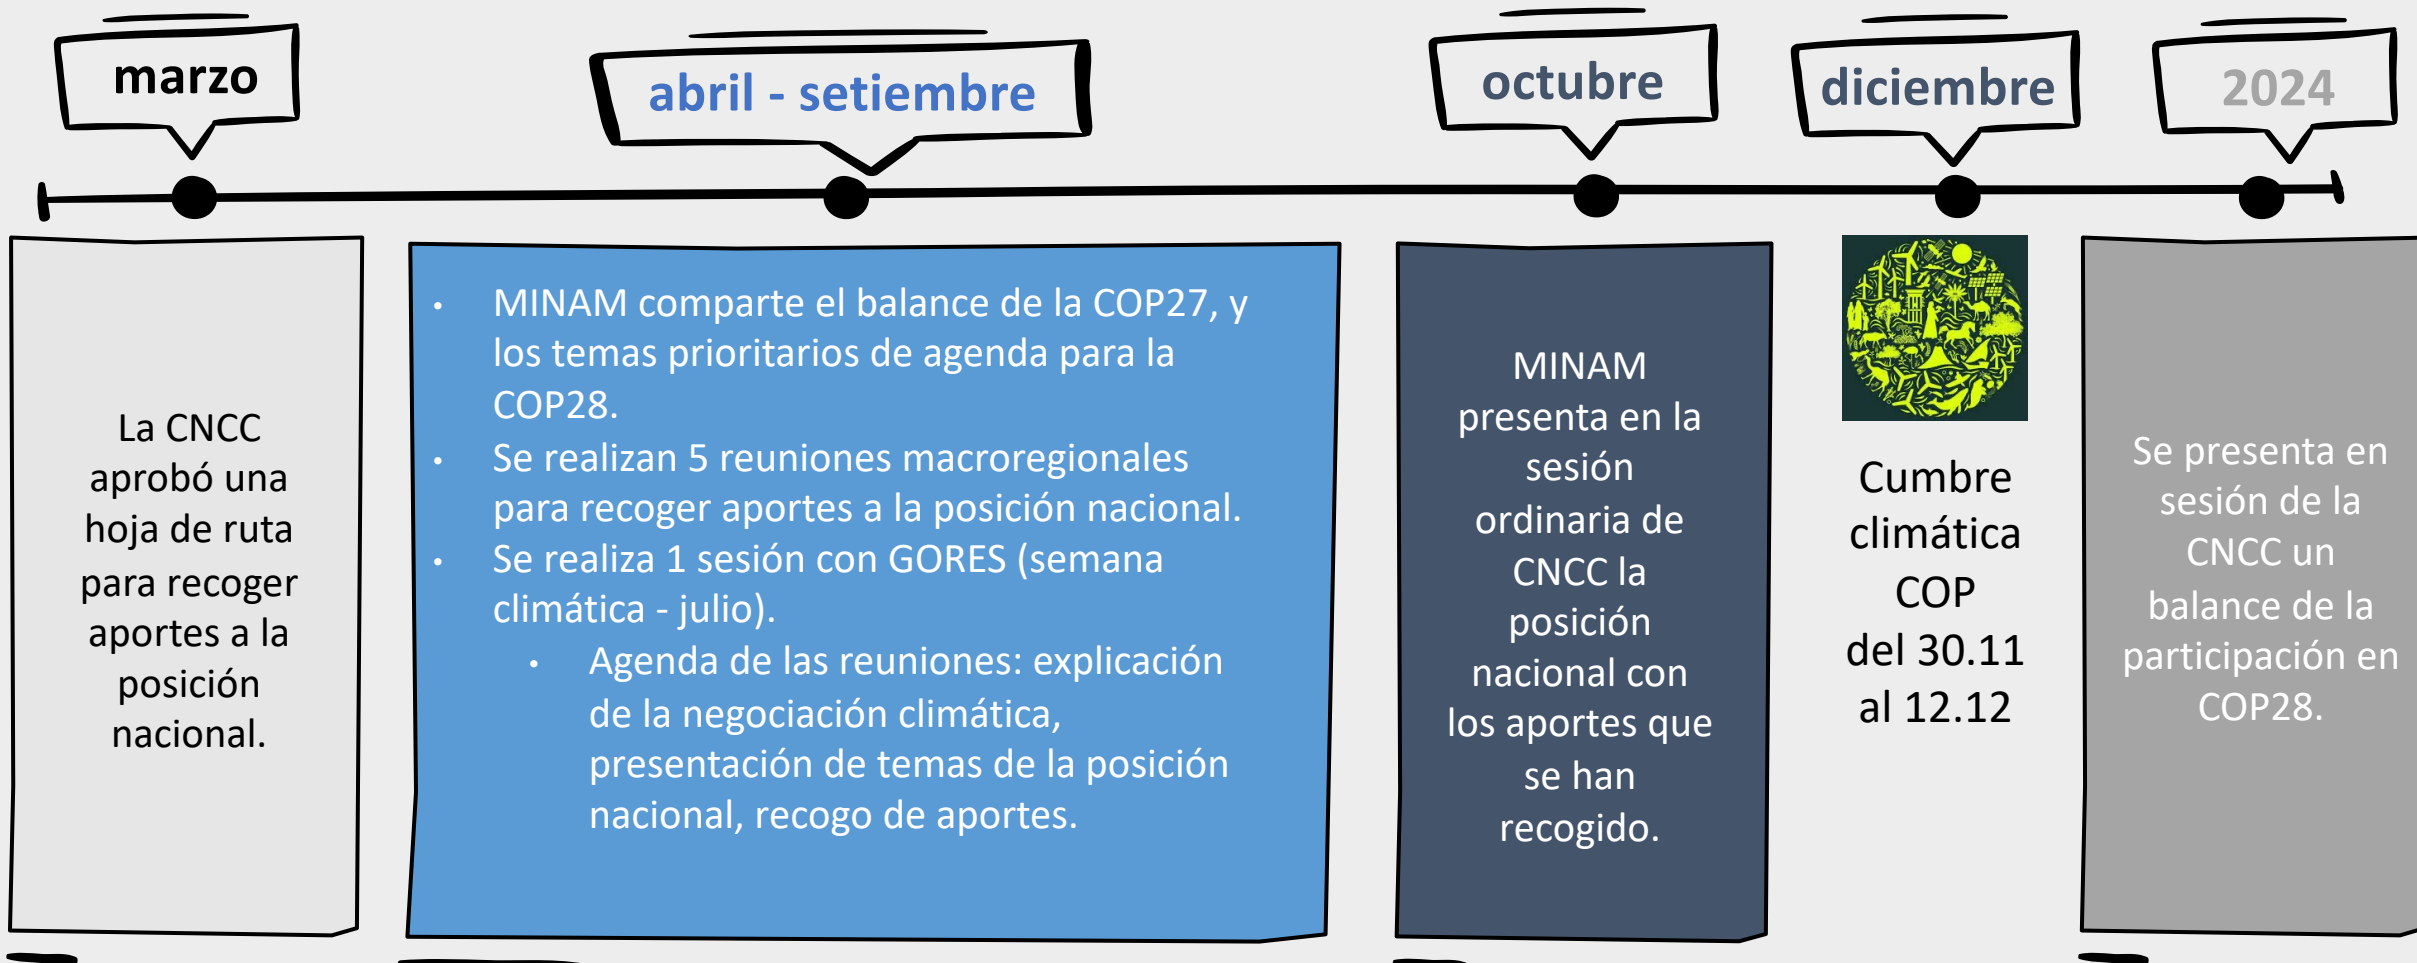 marzo
abril - setiembre
octubre
diciembre
2024
La CNCC
aprobó una
hoja de ruta
para recoger
aportes a la
posición
nacional.
• MINAM comparte el balance de la COP27, y
los temas prioritarios de agenda para la
COP28.
• Se realizan 5 reuniones macroregionales
para recoger aportes a la posición nacional.
• Se realiza 1 sesión con GORES (semana
climática - julio).
• Agenda de las reuniones: explicación
de la negociación climática,
presentación de temas de la posición
nacional, recogo de aportes.
MINAM
presenta en la
sesión
ordinaria de
CNCC la
posición
nacional con
los aportes que
se han
recogido.
Cumbre
climática
COP
del 30.11
al 12.12
Se presenta en
sesión de la
CNCC un
balance de la
participación en
COP28.